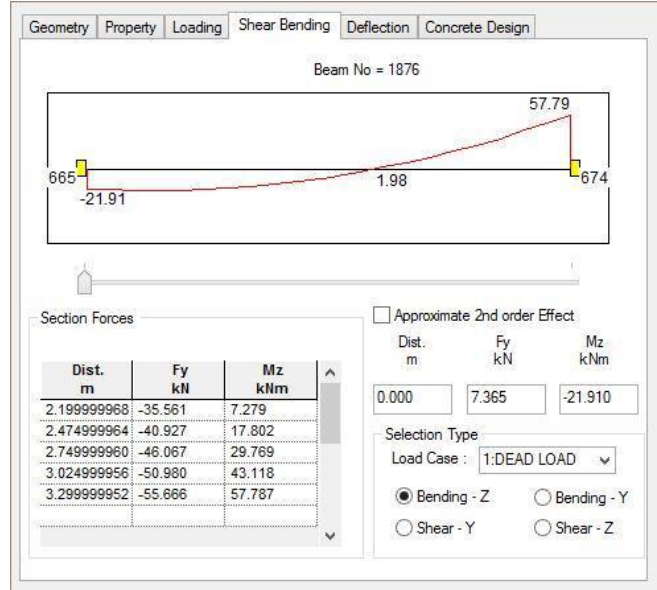 Geometry Property Loading Shear Bending Deflection Concrete Design
Beam No = 1876
57.79
665 1.98 674
-21.91
Section Forces
Dist. Fy Mz
m kN kNm
2.199999968 -35.561 7.279
2.474999964 -40.927 17.802
2.749999960 -46.067 29.769
3.024999956 -50.980 43.118
3.299999952 -55.666 57.787
Approximate 2nd order Effect
Dist. Fy Mz
m kN kNm
0.000 7.365 -21.910
Selection Type
Load Case : 1:DEAD LOAD
Bending - Z Bending - Y
Shear - Y Shear - Z